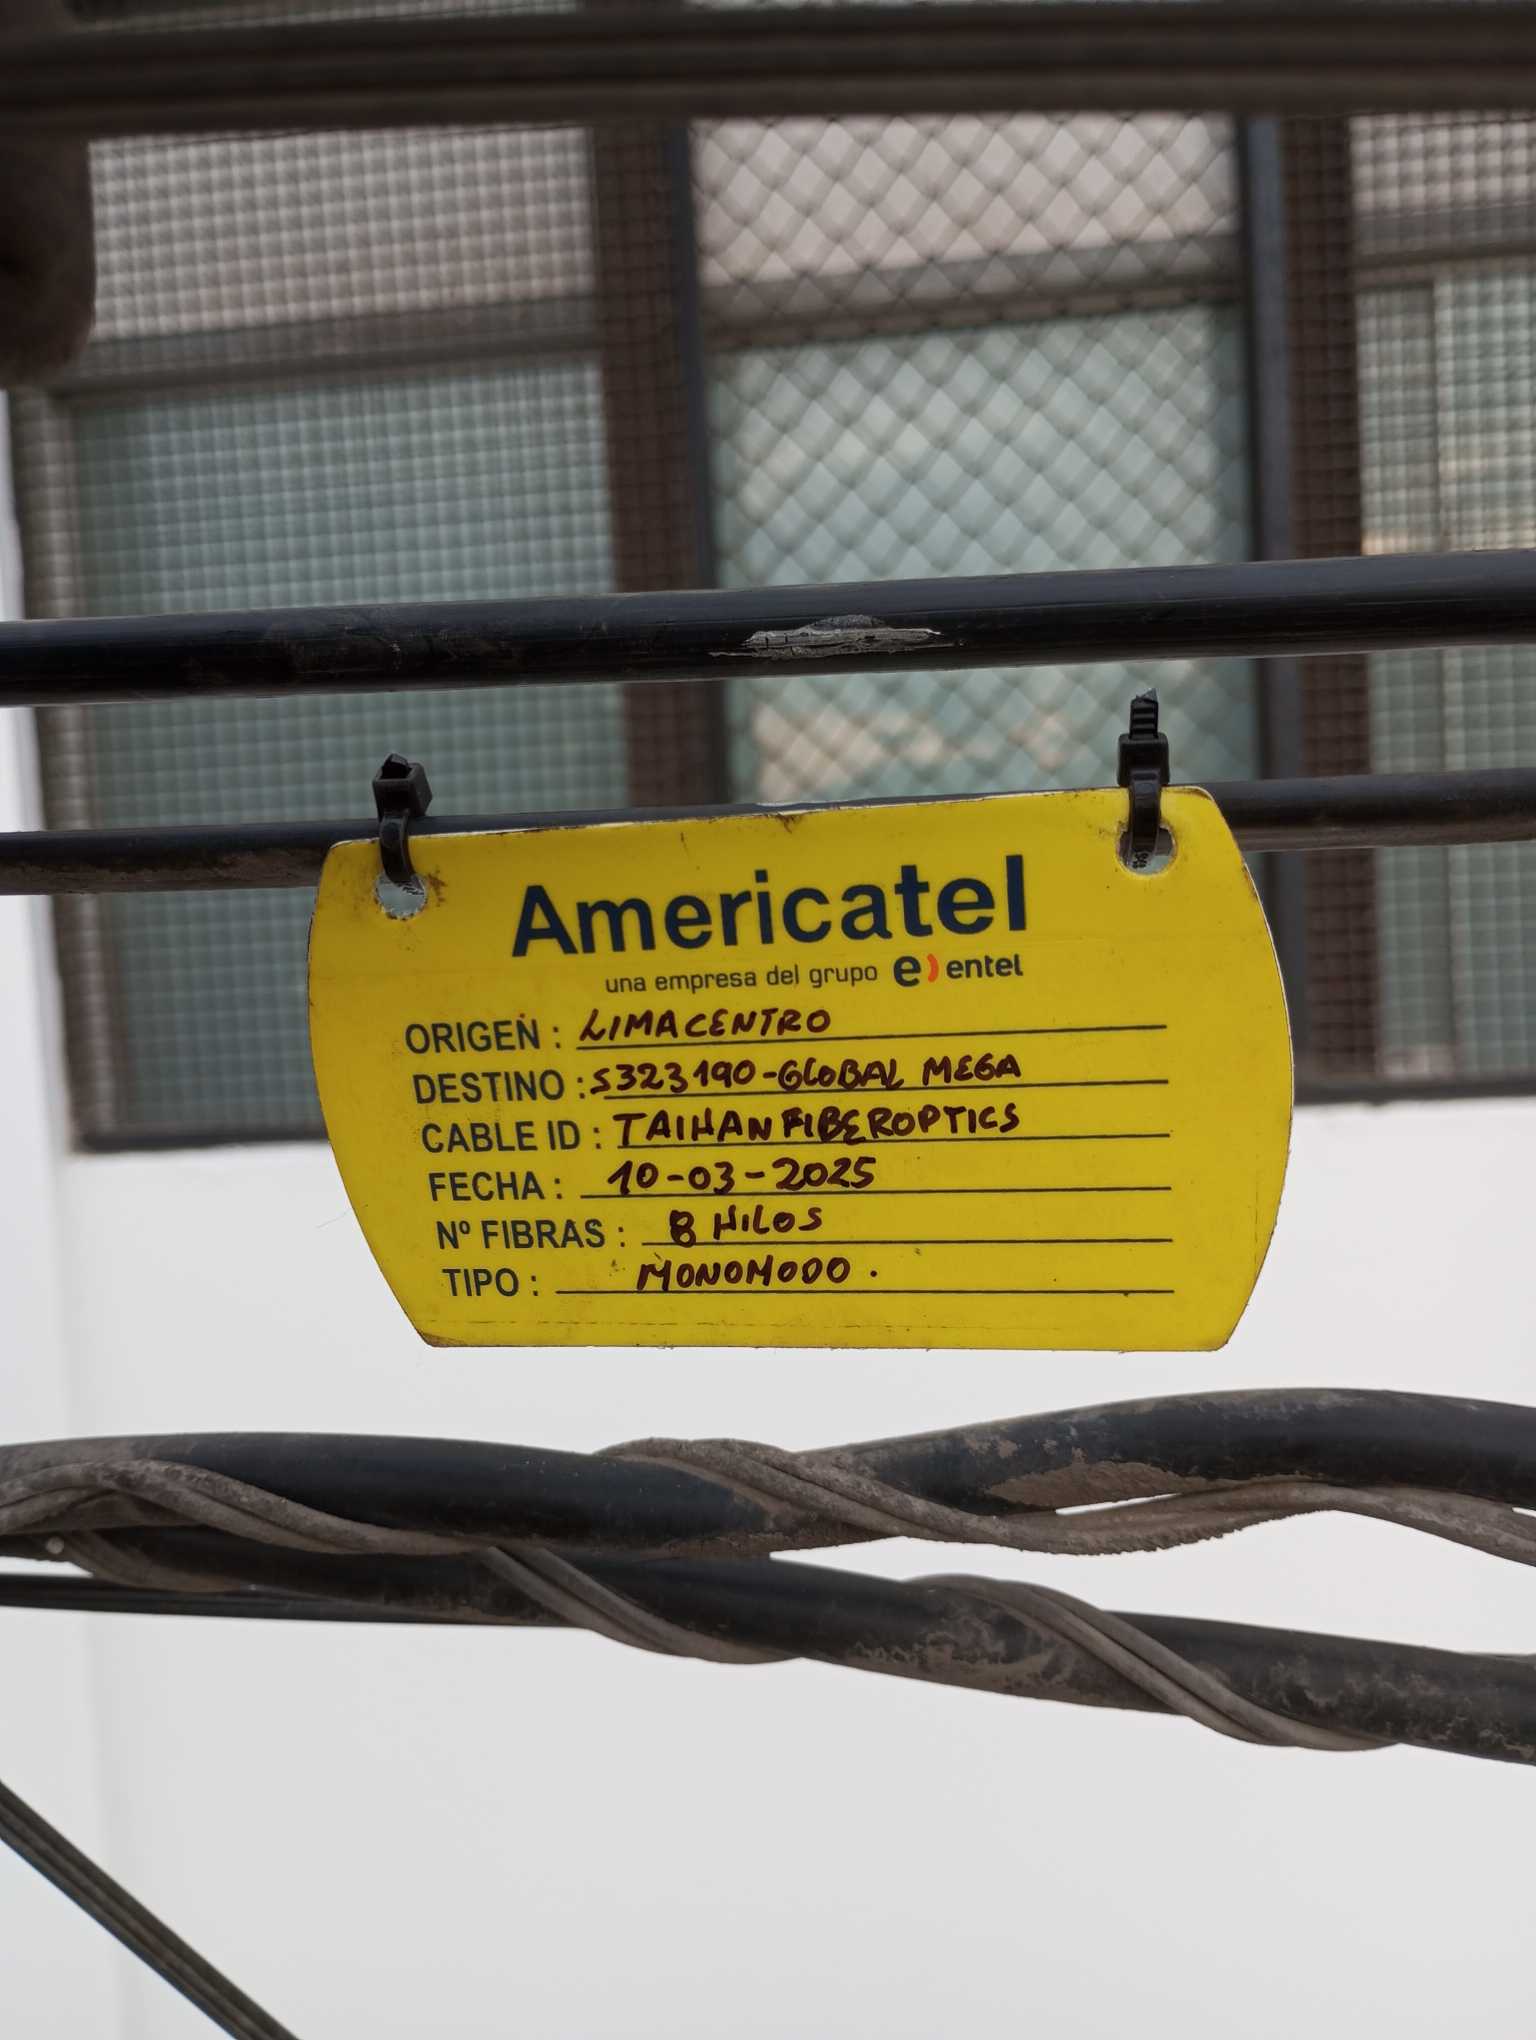 Americatel
una empresa del grupo e) entel
ORIGEN : LIMACENTRO
DESTINO : S323190-GLOBAL MEGA
CABLE ID : TAIHANFIBEROPTICS
FECHA : 10-03-2025
Nº FIBRAS : 8 HILOS
TIPO : MONOMODO.